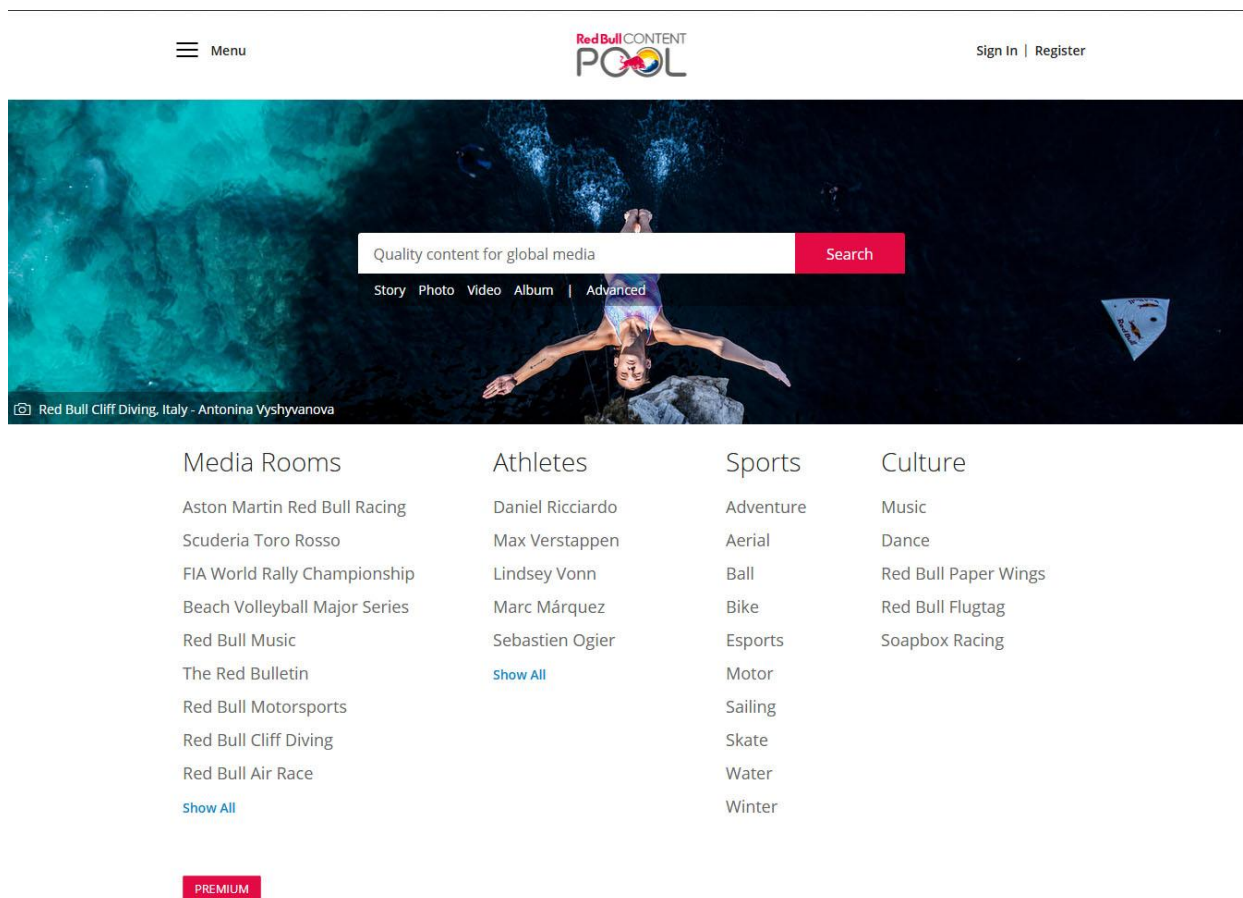 Menu
Red Bull CONTENT
POOL
Sign In | Register
Quality content for global media
Search
Story Photo Video Album | Advanced
Red Bull
Red Bull Cliff Diving, Italy - Antonina Vyshyvanova
Media Rooms
Aston Martin Red Bull Racing
Scuderia Toro Rosso
FIA World Rally Championship
Beach Volleyball Major Series
Red Bull Music
The Red Bulletin
Red Bull Motorsports
Red Bull Cliff Diving
Red Bull Air Race
Show All
Athletes
Daniel Ricciardo
Max Verstappen
Lindsey Vonn
Marc Márquez
Sebastien Ogier
Show All
Sports
Adventure
Aerial
Ball
Bike
Esports
Motor
Sailing
Skate
Water
Winter
Culture
Music
Dance
Red Bull Paper Wings
Red Bull Flugtag
Soapbox Racing
PREMIUM